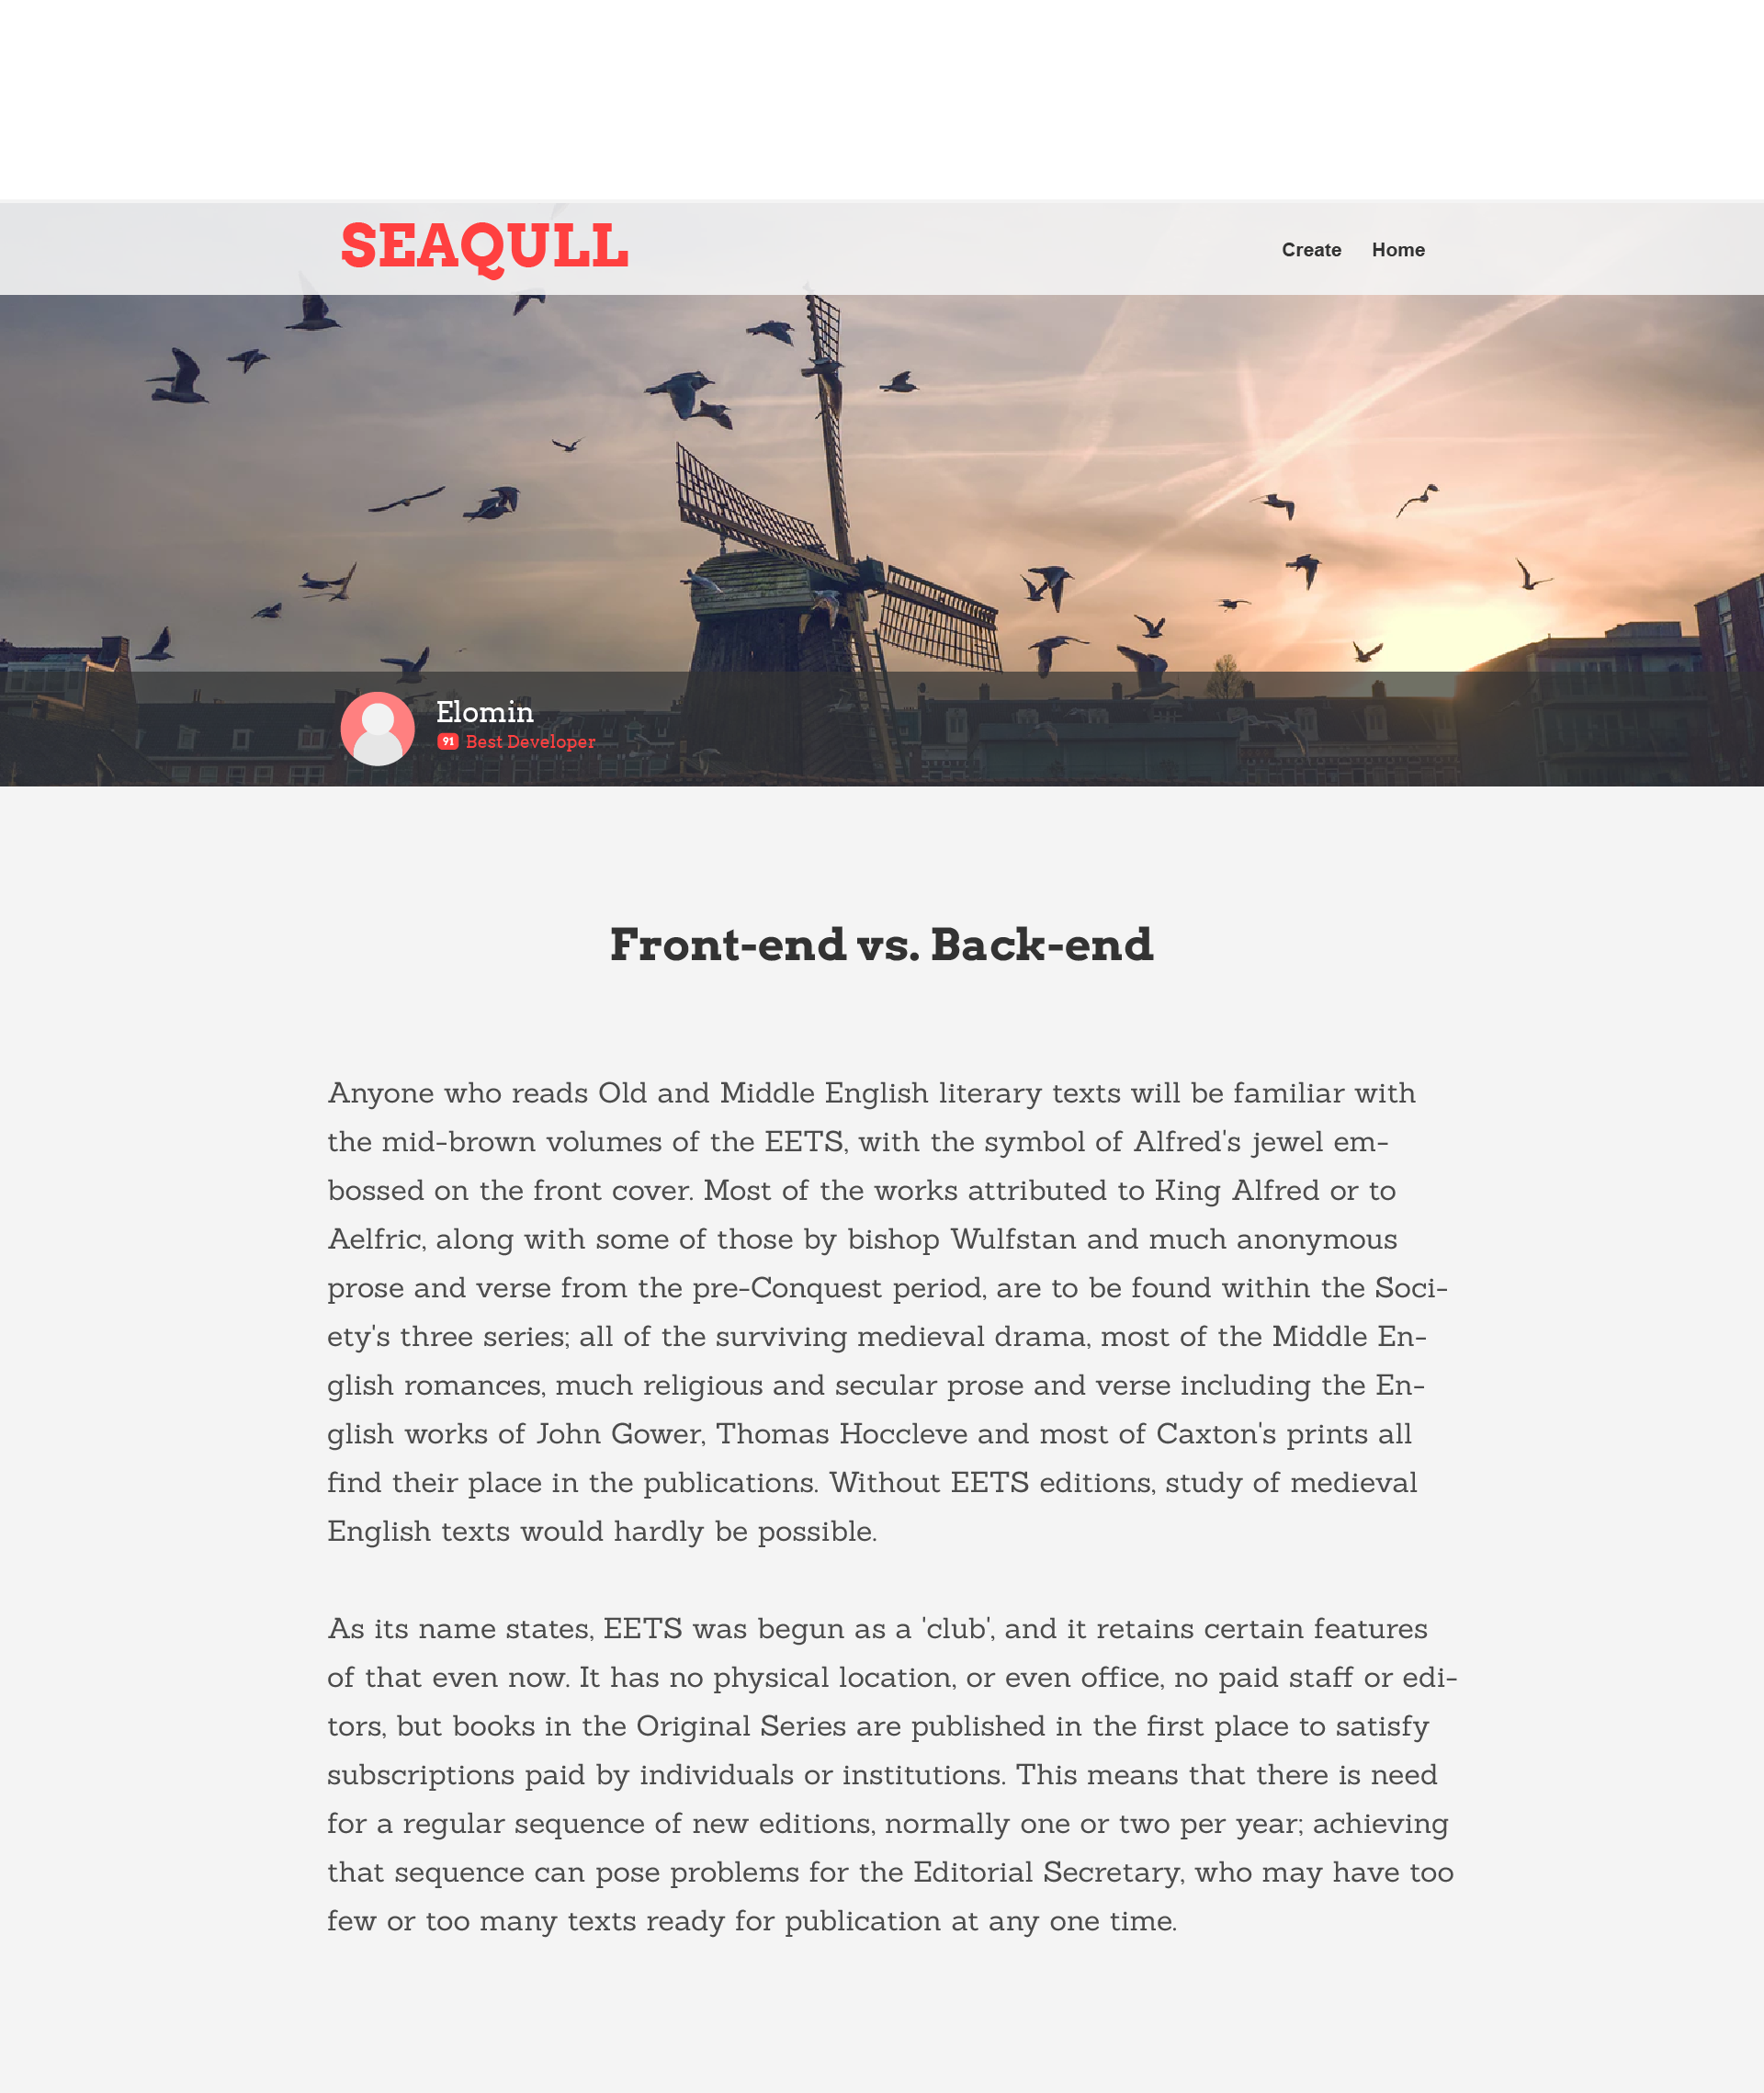 SEAQULL
Create Home
Elomin
91 Best Developer
Front-end vs. Back-end
Anyone who reads Old and Middle English literary texts will be familiar with
the mid-brown volumes of the EETS, with the symbol of Alfred's jewel em-
bossed on the front cover. Most of the works attributed to King Alfred or to
Aelfric, along with some of those by bishop Wulfstan and much anonymous
prose and verse from the pre-Conquest period, are to be found within the Soci-
ety's three series; all of the surviving medieval drama, most of the Middle En-
glish romances, much religious and secular prose and verse including the En-
glish works of John Gower, Thomas Hoccleve and most of Caxton's prints all
find their place in the publications. Without EETS editions, study of medieval
English texts would hardly be possible.
As its name states, EETS was begun as a 'club', and it retains certain features
of that even now. It has no physical location, or even office, no paid staff or edi-
tors, but books in the Original Series are published in the first place to satisfy
subscriptions paid by individuals or institutions. This means that there is need
for a regular sequence of new editions, normally one or two per year; achieving
that sequence can pose problems for the Editorial Secretary, who may have too
few or too many texts ready for publication at any one time.